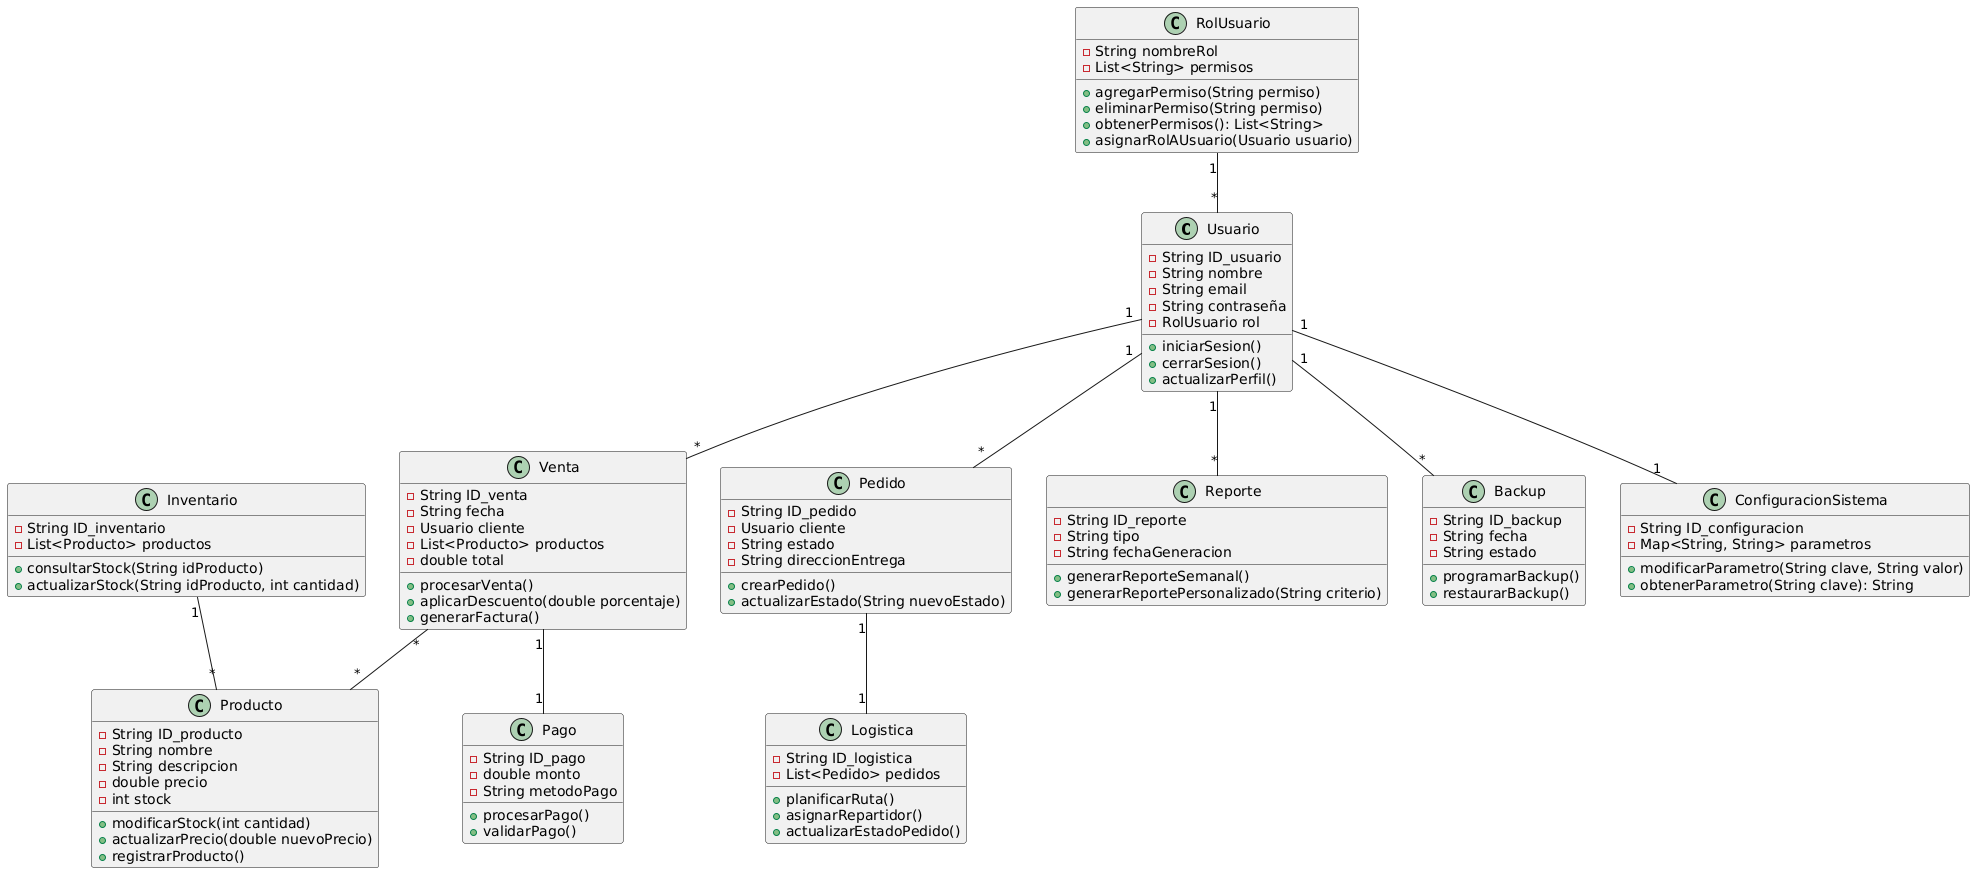 C RolUsuario
String nombreRol
List<String> permisos
agregarPermiso(String permiso)
eliminarPermiso(String permiso)
obtenerPermisos(): List<String>
asignarRolAUsuario(Usuario usuario)
1
*
C Usuario
String ID_usuario
String nombre
String email
String contraseña
RolUsuario rol
iniciarSesion()
cerrarSesion()
actualizarPerfil()
1
1
1
1
1
1
*
*
*
*
C Inventario
String ID_inventario
List<Producto> productos
consultarStock(String idProducto)
actualizarStock(String idProducto, int cantidad)
C Venta
String ID_venta
String fecha
Usuario cliente
List<Producto> productos
double total
procesarVenta()
aplicarDescuento(double porcentaje)
generarFactura()
C Pedido
String ID_pedido
Usuario cliente
String estado
String direccionEntrega
crearPedido()
actualizarEstado(String nuevoEstado)
C Reporte
String ID_reporte
String tipo
String fechaGeneracion
generarReporteSemanal()
generarReportePersonalizado(String criterio)
C Backup
String ID_backup
String fecha
String estado
programarBackup()
restaurarBackup()
C ConfiguracionSistema
String ID_configuracion
Map<String, String> parametros
modificarParametro(String clave, String valor)
obtenerParametro(String clave): String
1
*
*
*
1
1
1
1
C Producto
String ID_producto
String nombre
String descripcion
double precio
int stock
modificarStock(int cantidad)
actualizarPrecio(double nuevoPrecio)
registrarProducto()
C Pago
String ID_pago
double monto
String metodoPago
procesarPago()
validarPago()
C Logistica
String ID_logistica
List<Pedido> pedidos
planificarRuta()
asignarRepartidor()
actualizarEstadoPedido()